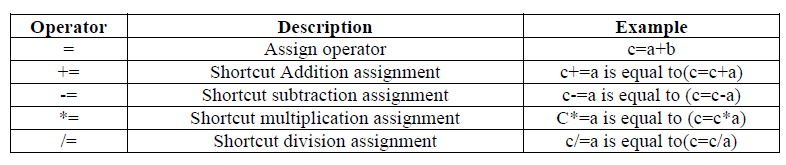 Operator Description Example
= Assign operator c=a+b
+= Shortcut Addition assignment c+=a is equal to(c=c+a)
-= Shortcut subtraction assignment c-=a is equal to (c=c-a)
*= Shortcut multiplication assignment C*=a is equal to (c=c*a)
/= Shortcut division assignment c/=a is equal to(c=c/a)